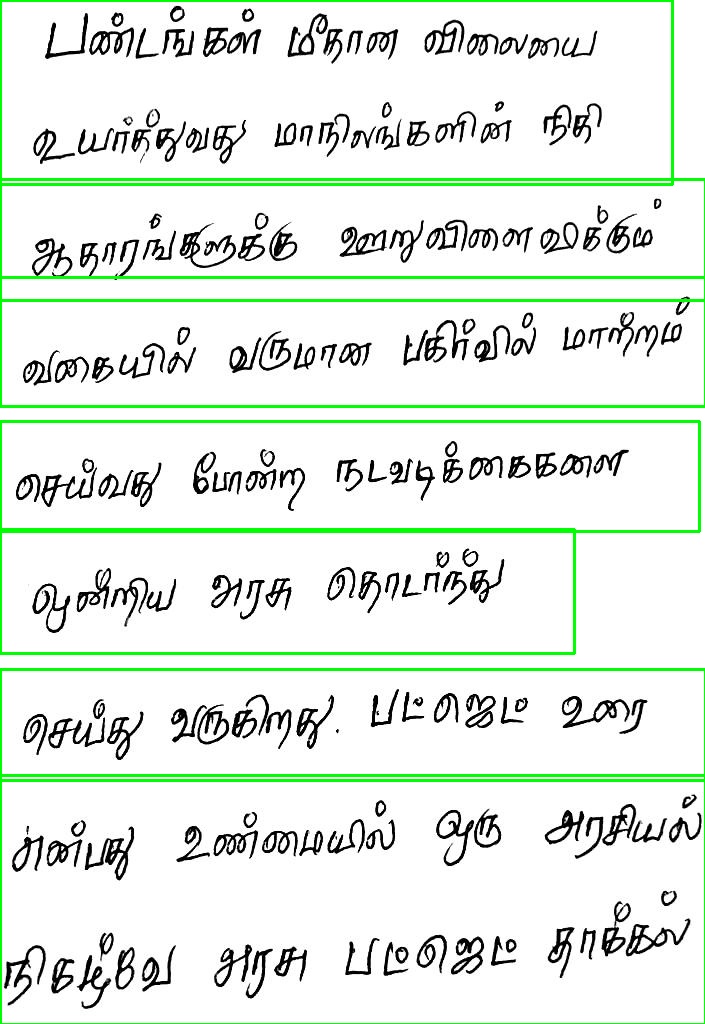 பண்டங்கள் மீதான விலையை
உயர்த்துவது மாநிலங்களின் நிதி
ஆதாரங்களுக்கு ஊறுவிளைவிக்கும்
வகையில் வருமான பகிர்வில் மாற்றம்
செய்வது போன்ற நடவடிக்கைகளை
ஒன்றிய அரசு தொடர்ந்து
செய்து வருகிறது. பட்ஜெட் உரை
என்பது உண்மையில் ஒரு அரசியல்
நிகழ்வே அரசு பட்ஜெட் தாக்கல்